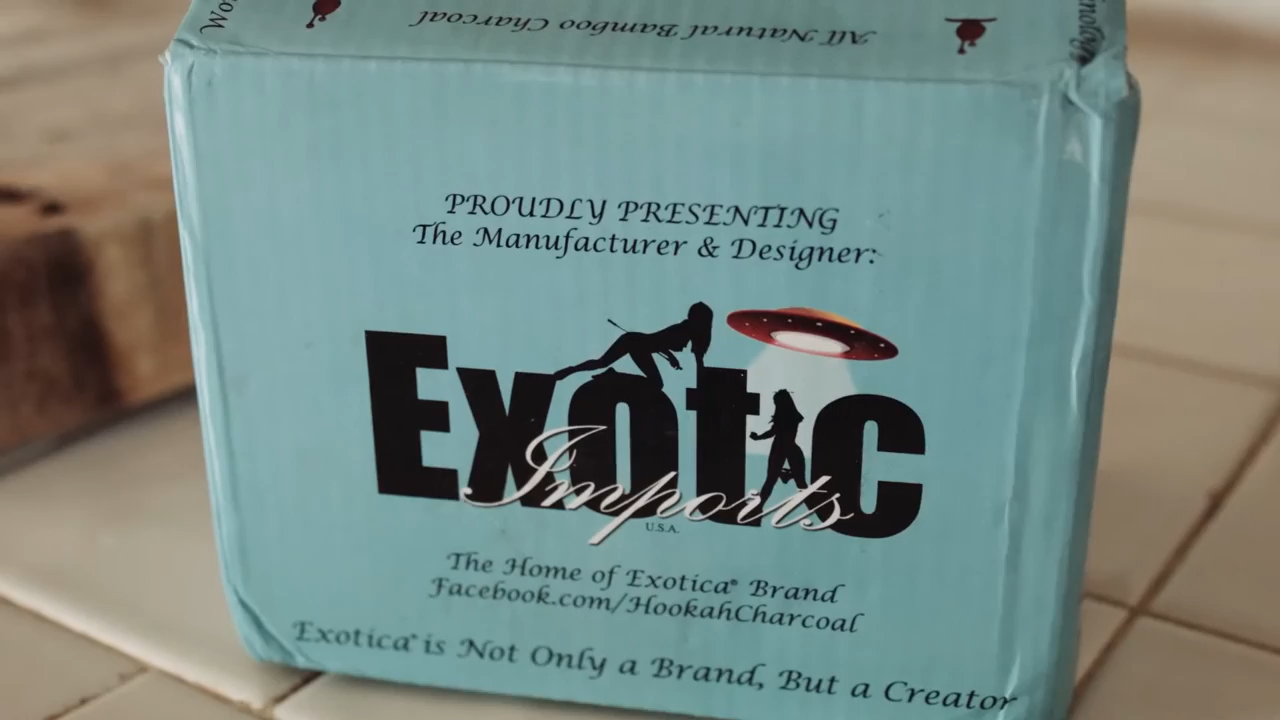 All Natural Bamboo Charcoal
PROUDLY PRESENTING
The Manufacturer & Designer:
Exotic
Imports
U.S.A.
The Home of Exotica® Brand
Facebook.com/HookahCharcoal
Exotica® is Not Only a Brand, But a Creator